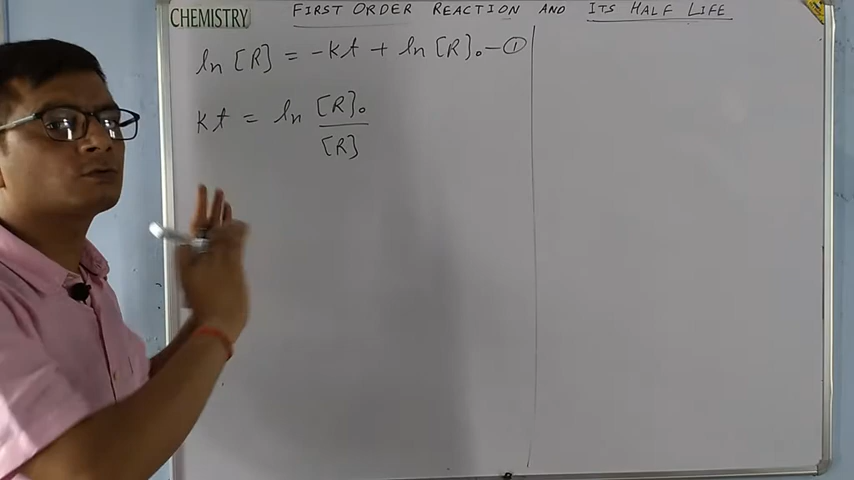 CHEMISTRY
FIRST ORDER REACTION AND ITS HALF LIFE
ln [R] = -kt + ln [R]₀ - ①
kt = ln [R]₀
[R]